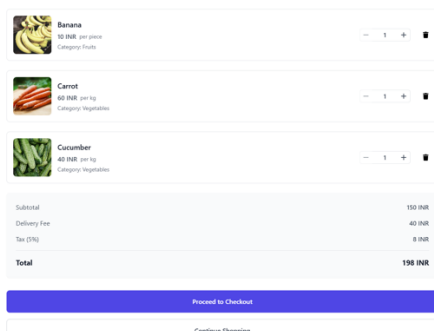 Banana
10 INR per piece
Category: Fruits
− 1 +
Carrot
60 INR per kg
Category: Vegetables
− 1 +
Cucumber
40 INR per kg
Category: Vegetables
− 1 +
Subtotal 150 INR
Delivery Fee 40 INR
Tax (5%) 8 INR
Total 198 INR
Proceed to Checkout
Continue Shopping